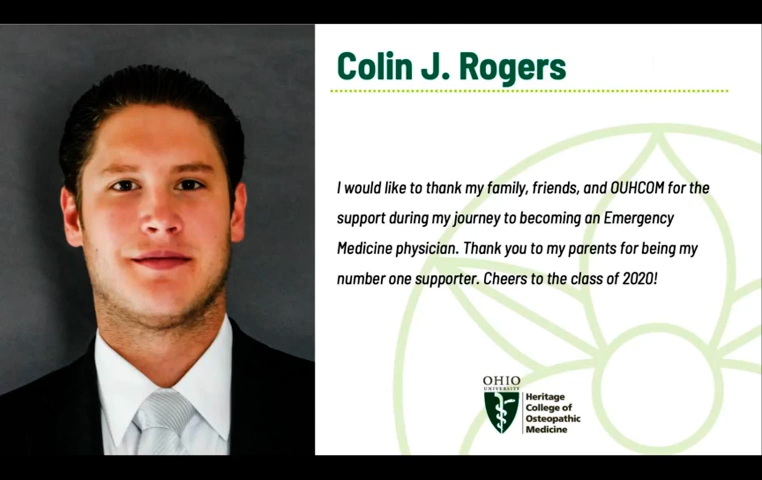 Colin J. Rogers
I would like to thank my family, friends, and OUHCOM for the
support during my journey to becoming an Emergency
Medicine physician. Thank you to my parents for being my
number one supporter. Cheers to the class of 2020!
OHIO
UNIVERSITY
Heritage
College of
Osteopathic
Medicine